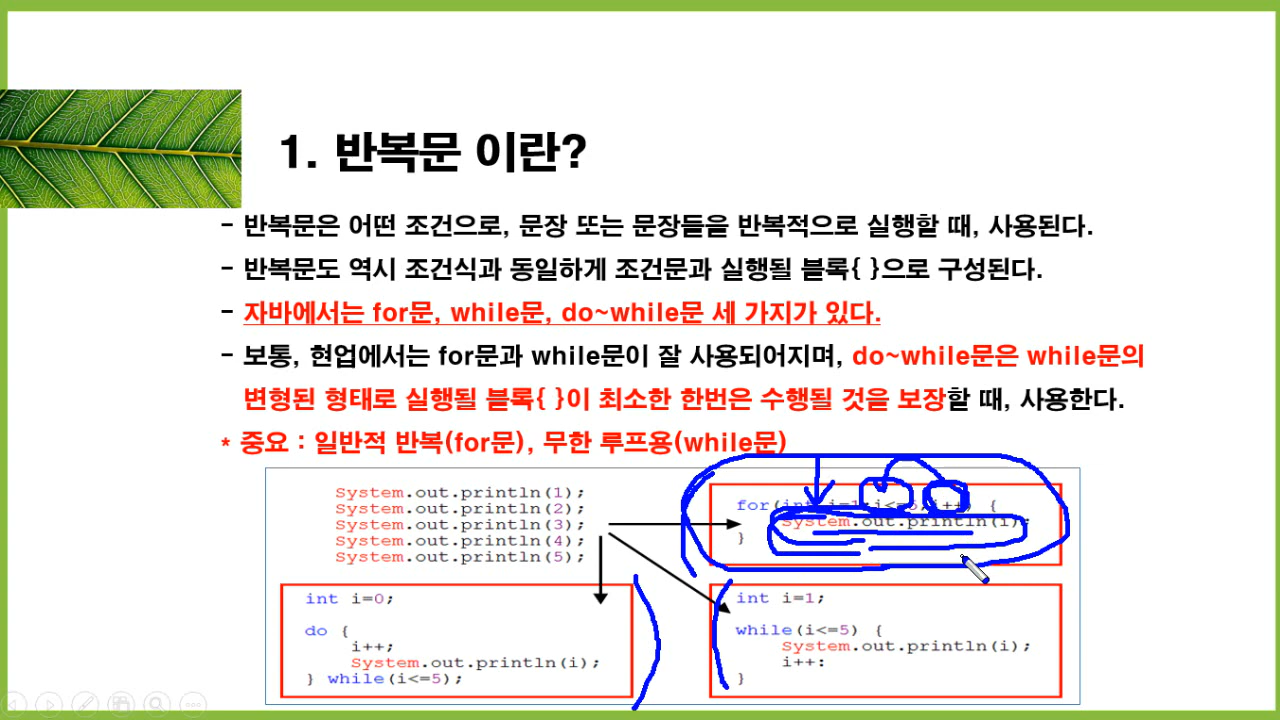 1. 반복문 이란?
- 반복문은 어떤 조건으로, 문장 또는 문장들을 반복적으로 실행할 때, 사용된다.
- 반복문도 역시 조건식과 동일하게 조건문과 실행될 블록{ }으로 구성된다.
- 자바에서는 for문, while문, do~while문 세 가지가 있다.
- 보통, 현업에서는 for문과 while문이 잘 사용되어지며, do~while문은 while문의
변형된 형태로 실행될 블록{ }이 최소한 한번은 수행될 것을 보장할 때, 사용한다.
* 중요 : 일반적 반복(for문), 무한 루프용(while문)
System.out.println(1);
System.out.println(2);
System.out.println(3);
System.out.println(4);
System.out.println(5);
for(int i=1;i<=5;i++) {
System.out.println(i);
}
int i=0;
do {
i++;
System.out.println(i);
} while(i<=5);
int i=1;
while(i<=5) {
System.out.println(i);
i++:
}